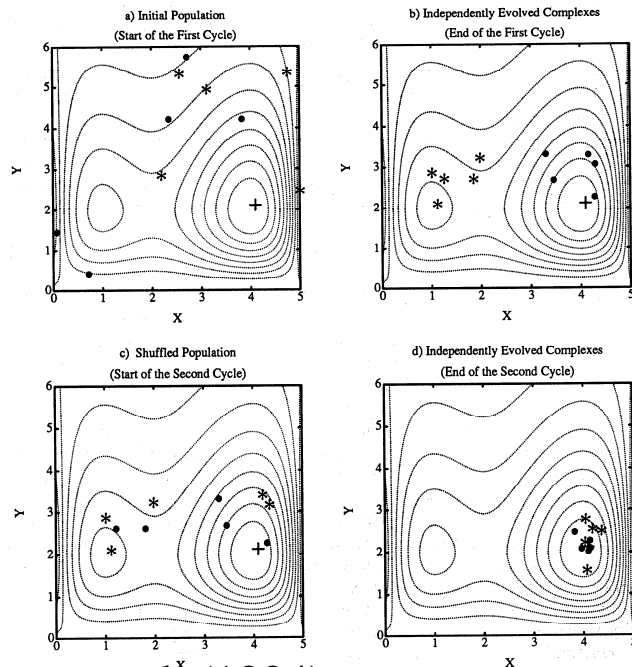 a) Initial Population
(Start of the First Cycle)
6
5
4
3
2
1
0
Y
0 1 2 3 4 5
X
b) Independently Evolved Complexes
(End of the First Cycle)
6
5
4
3
2
1
0
Y
0 1 2 3 4 5
X
c) Shuffled Population
(Start of the Second Cycle)
6
5
4
3
2
1
0
Y
0 1 2 3 4 5
X
d) Independently Evolved Complexes
(End of the Second Cycle)
6
5
4
3
2
1
0
Y
0 1 2 3 4 5
X